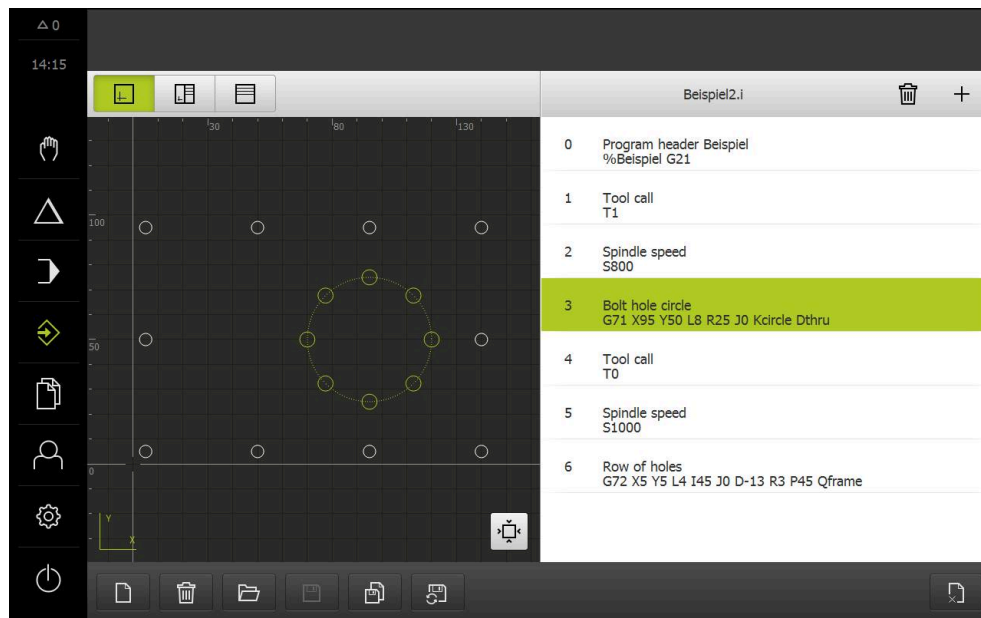 0
14:15
Beispiel2.i
30
80
130
100
50
0
Y
X
0 Program header Beispiel
%Beispiel G21
1 Tool call
T1
2 Spindle speed
S800
3 Bolt hole circle
G71 X95 Y50 L8 R25 J0 Kcircle Dthru
4 Tool call
T0
5 Spindle speed
S1000
6 Row of holes
G72 X5 Y5 L4 I45 J0 D-13 R3 P45 Qframe